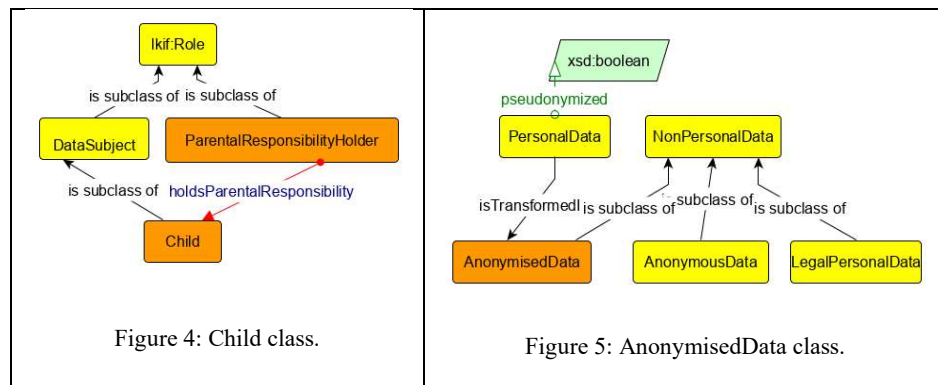 lkif:Role
is subclass of is subclass of
DataSubject
ParentalResponsibilityHolder
is subclass of
holdsParentalResponsibility
Child
Figure 4: Child class.
xsd:boolean
pseudonymized
PersonalData
NonPersonalData
isTransformedI
is subclass of
subclass of
is subclass of
AnonymisedData
AnonymousData
LegalPersonalData
Figure 5: AnonymisedData class.